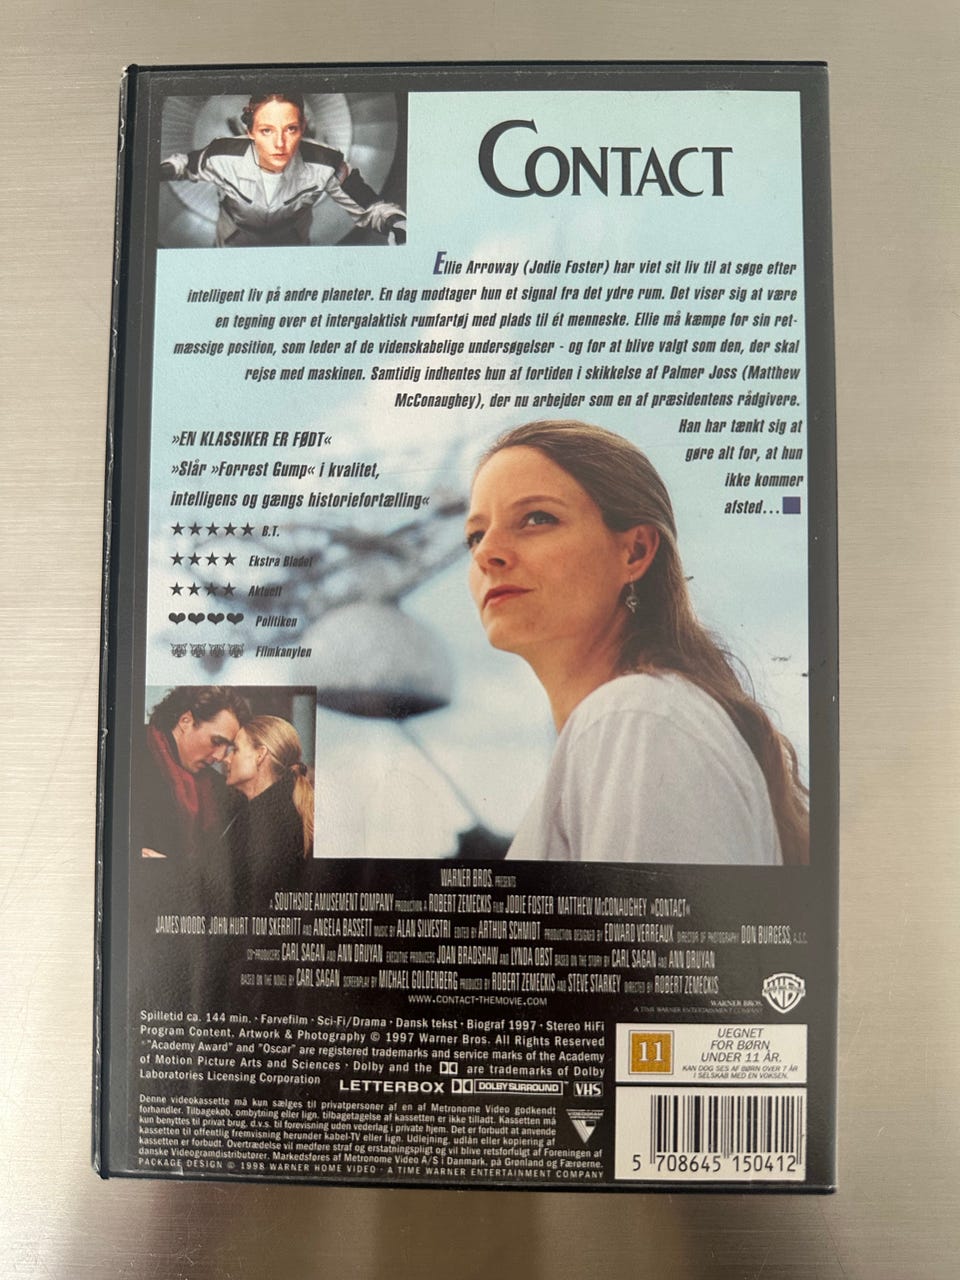 CONTACT
Ellie Arroway (Jodie Foster) har viet sit liv til at søge efter
intelligent liv på andre planeter. En dag modtager hun et signal fra det ydre rum. Det viser sig at være
en tegning over et intergalaktisk rumfartøj med plads til ét menneske. Ellie må kæmpe for sin ret-
mæssige position, som leder af de videnskabelige undersøgelser - og for at blive valgt som den, der skal
rejse med maskinen. Samtidig indhentes hun af fortiden i skikkelse af Palmer Joss (Matthew
McConaughey), der nu arbejder som en af præsidentens rådgivere.
Han har tænkt sig at
gøre alt for, at hun
ikke kommer
afsted...
»EN KLASSIKER ER FØDT«
»Slår »Forrest Gump« i kvalitet,
intelligens og gængs historiefortælling«
★★★★★ B.T.
★★★★ Ekstra Bladet
★★★★ Aktuelt
♥♥♥♥ Politiken
Filmkanylen
WARNER BROS. PRESENTS
A SOUTHSIDE AMUSEMENT COMPANY PRODUCTION A ROBERT ZEMECKIS FILM JODIE FOSTER MATTHEW McCONAUGHEY »CONTACT«
JAMES WOODS JOHN HURT TOM SKERRITT AND ANGELA BASSETT MUSIC BY ALAN SILVESTRI EDITED BY ARTHUR SCHMIDT PRODUCTION DESIGNED BY EDWARD VERREAUX DIRECTOR OF PHOTOGRAPHY DON BURGESS, A.S.C.
CO-PRODUCERS CARL SAGAN AND ANN DRUYAN EXECUTIVE PRODUCERS JOAN BRADSHAW AND LYNDA OBST BASED ON THE STORY BY CARL SAGAN AND ANN DRUYAN
BASED ON THE NOVEL BY CARL SAGAN SCREENPLAY BY MICHAEL GOLDENBERG PRODUCED BY ROBERT ZEMECKIS AND STEVE STARKEY DIRECTED BY ROBERT ZEMECKIS
WWW.CONTACT-THEMOVIE.COM
WARNER BROS.
A TIME WARNER ENTERTAINMENT COMPANY
Spilletid ca. 144 min. · Farvefilm · Sci-Fi/Drama · Dansk tekst · Biograf 1997 · Stereo HiFi
Program Content, Artwork & Photography © 1997 Warner Bros. All Rights Reserved
®"Academy Award" and "Oscar" are registered trademarks and service marks of the Academy
of Motion Picture Arts and Sciences · Dolby and the are trademarks of Dolby
Laboratories Licensing Corporation
LETTERBOX DOLBY SURROUND VHS
Denne videokassette må kun sælges til privatpersoner af en af Metronome Video godkendt
forhandler. Tilbagekøb, ombytning eller lign. tilbagetagelse af kassetten er ikke tilladt. Kassetten må
kun benyttes til privat brug, d.v.s. til forevisning uden vederlag i private hjem. Det er forbudt at anvende
kassetten til offentlig fremvisning herunder kabel-TV eller lign. Udlejning, udlån eller kopiering af
kassetten er forbudt. Overtrædelse vil medføre straf og erstatningspligt og vil blive retsforfulgt af Foreningen af
danske Videogramdistributører. Markedsføres af Metronome Video A/S i Danmark, på Grønland og Færøerne.
PACKAGE DESIGN © 1998 WARNER HOME VIDEO · A TIME WARNER ENTERTAINMENT COMPANY
11
UEGNET
FOR BØRN
UNDER 11 ÅR.
KAN DOG SES AF BØRN OVER 7 ÅR
I SELSKAB MED EN VOKSEN.
5 708645 150412